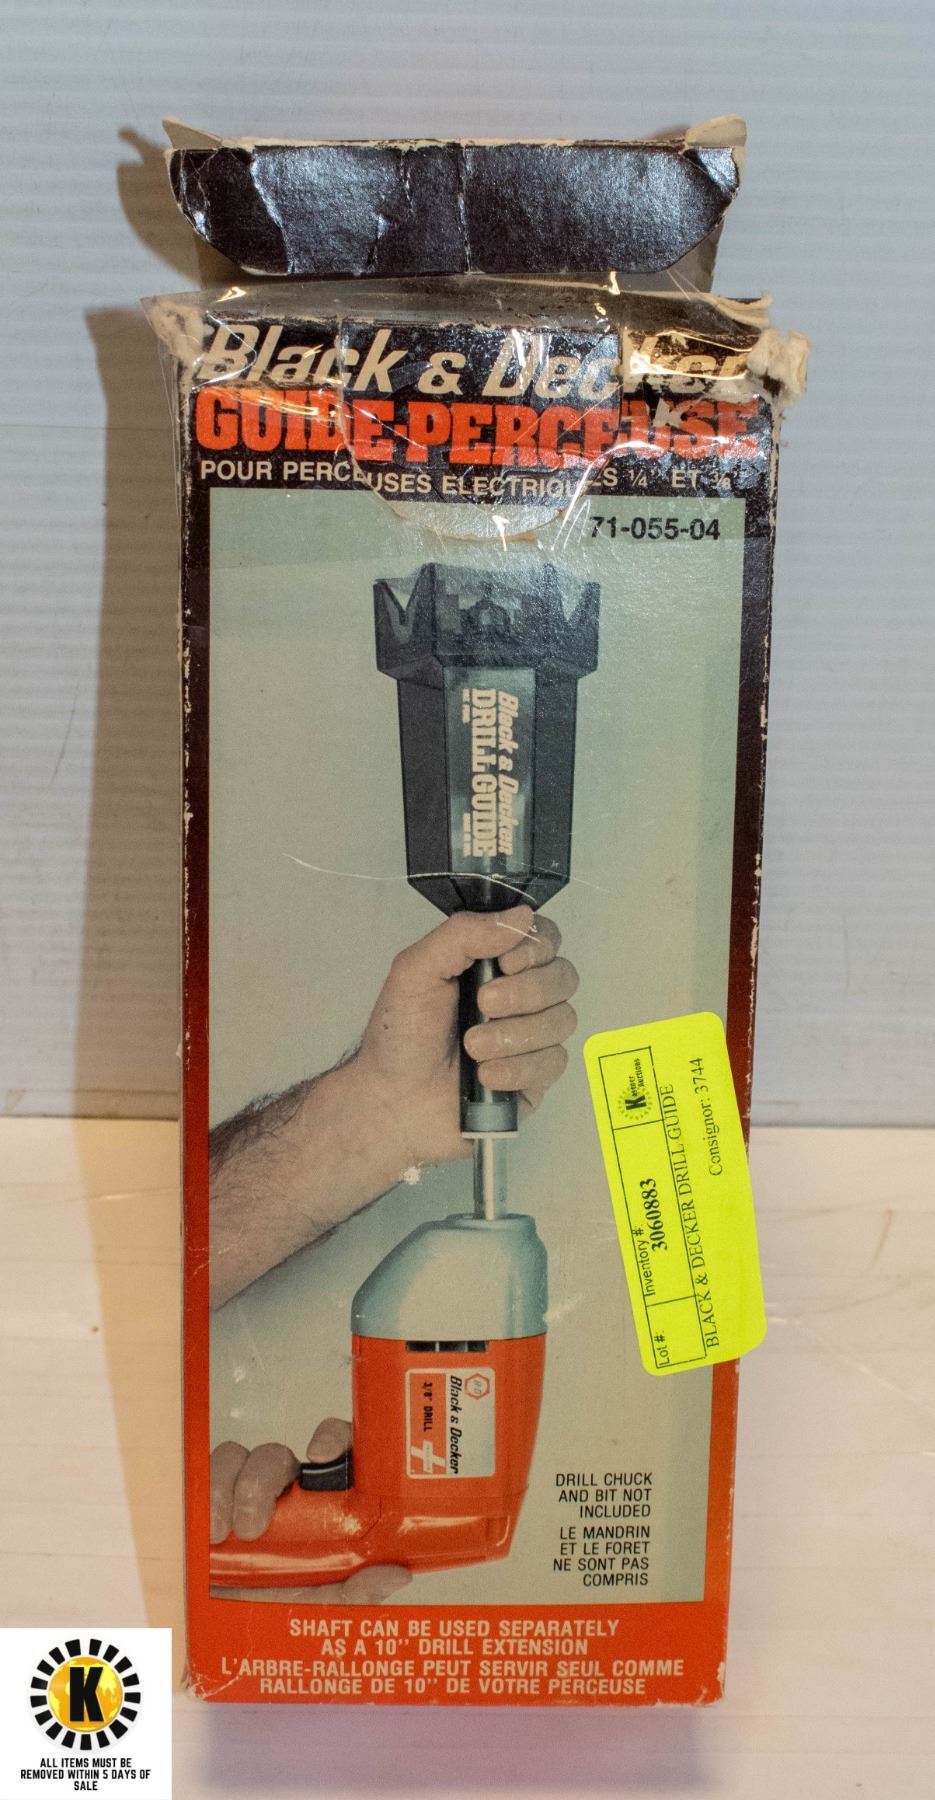 Black & Decker
GUIDE-PERCEUSE
POUR PERCEUSES ELECTRIQUES 1/4" ET 3/8"
71-055-04
Black & Decker
DRILL GUIDE
Kastner
Auctions
Lot #:
Inventory #:
3060883
BLACK & DECKER DRILL GUIDE
Consignor: 3744
Black & Decker
3/8" DRILL
DRILL CHUCK
AND BIT NOT
INCLUDED
LE MANDRIN
ET LE FORET
NE SONT PAS
COMPRIS
SHAFT CAN BE USED SEPARATELY
AS A 10'' DRILL EXTENSION
L'ARBRE-RALLONGE PEUT SERVIR SEUL COMME
RALLONGE DE 10'' DE VOTRE PERCEUSE
K
ALL ITEMS MUST BE
REMOVED WITHIN 5 DAYS OF
SALE